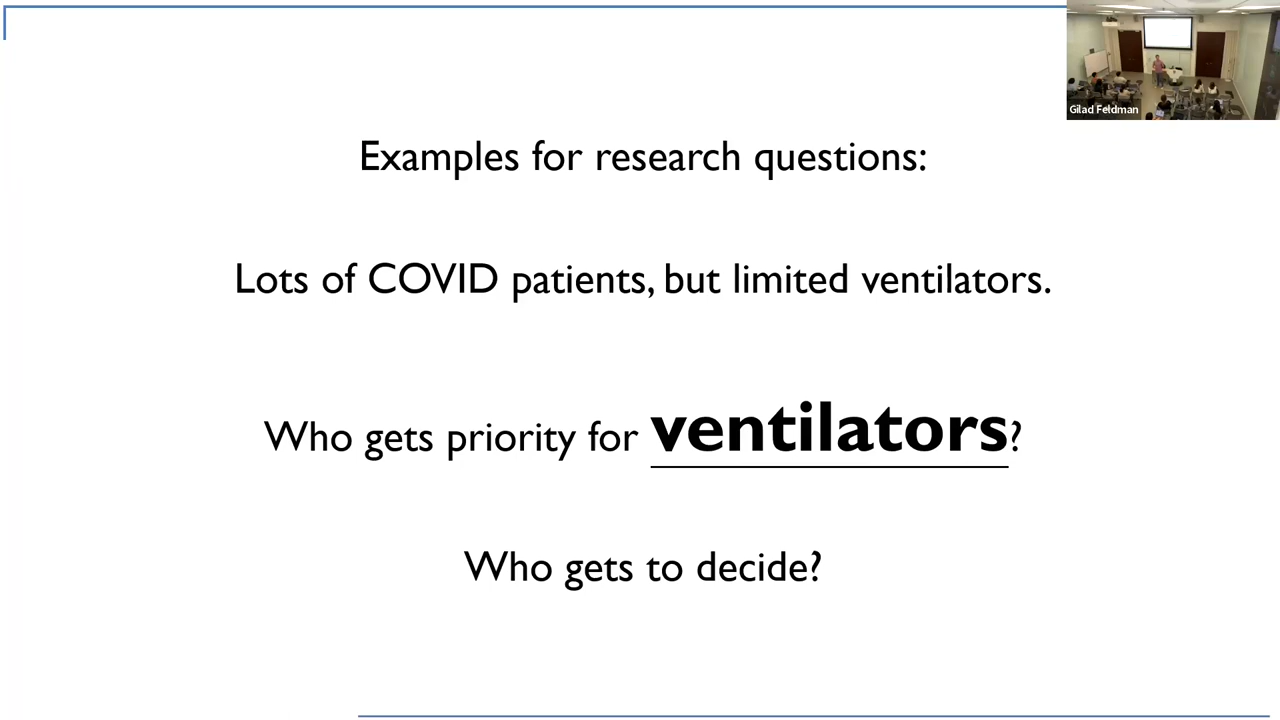 Gilad Feldman
Examples for research questions:
Lots of COVID patients, but limited ventilators.
Who gets priority for ventilators?
Who gets to decide?